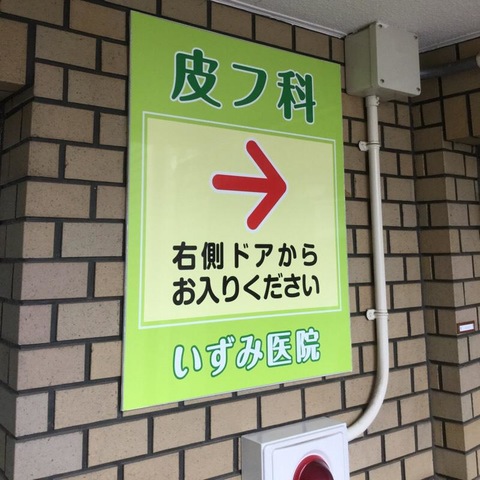 皮フ科
右側ドアから
お入りください
いずみ医院